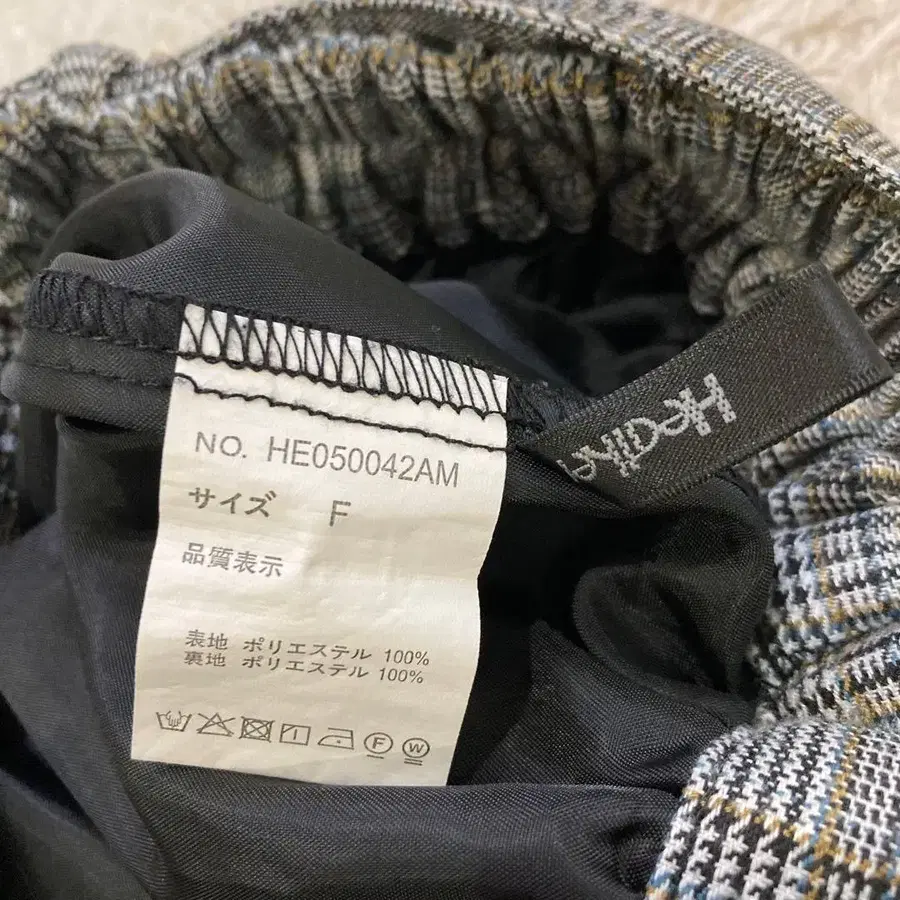 NO. HE050042AM
サイズ F
品質表示
表地 ポリエステル 100%
裏地 ポリエステル 100%
F
W